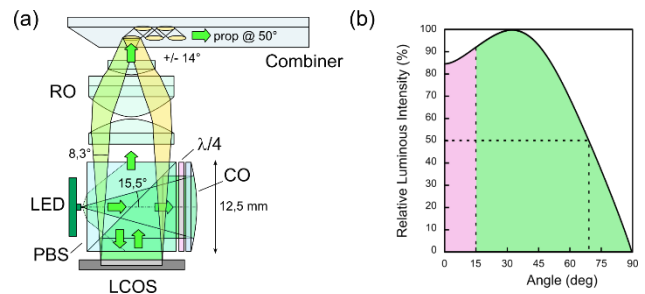 (a)
prop @ 50°
+/- 14°
Combiner
RO
8,3°
λ/4
CO
15,5°
LED
12,5 mm
PBS
LCOS
(b)
Relative Luminous Intensity (%)
100
90
80
70
60
50
40
30
20
10
0
0 15 30 45 60 75 90
Angle (deg)